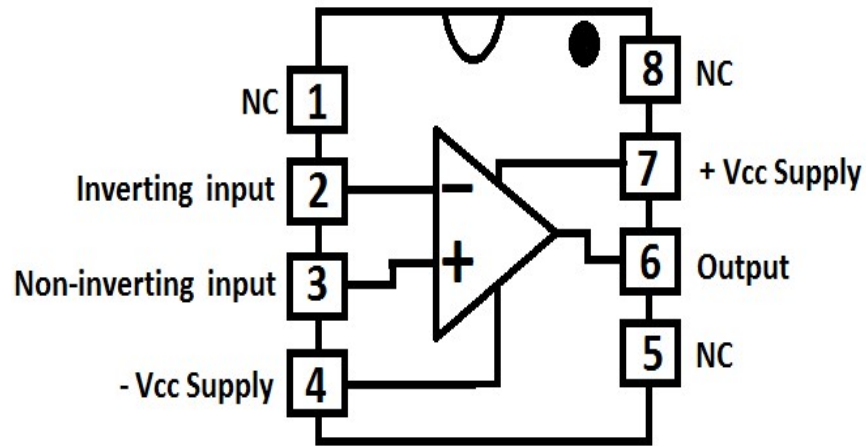 NC 1
8 NC
Inverting input 2
−
7 + Vcc Supply
Non-inverting input 3
+
6 Output
- Vcc Supply 4
5 NC